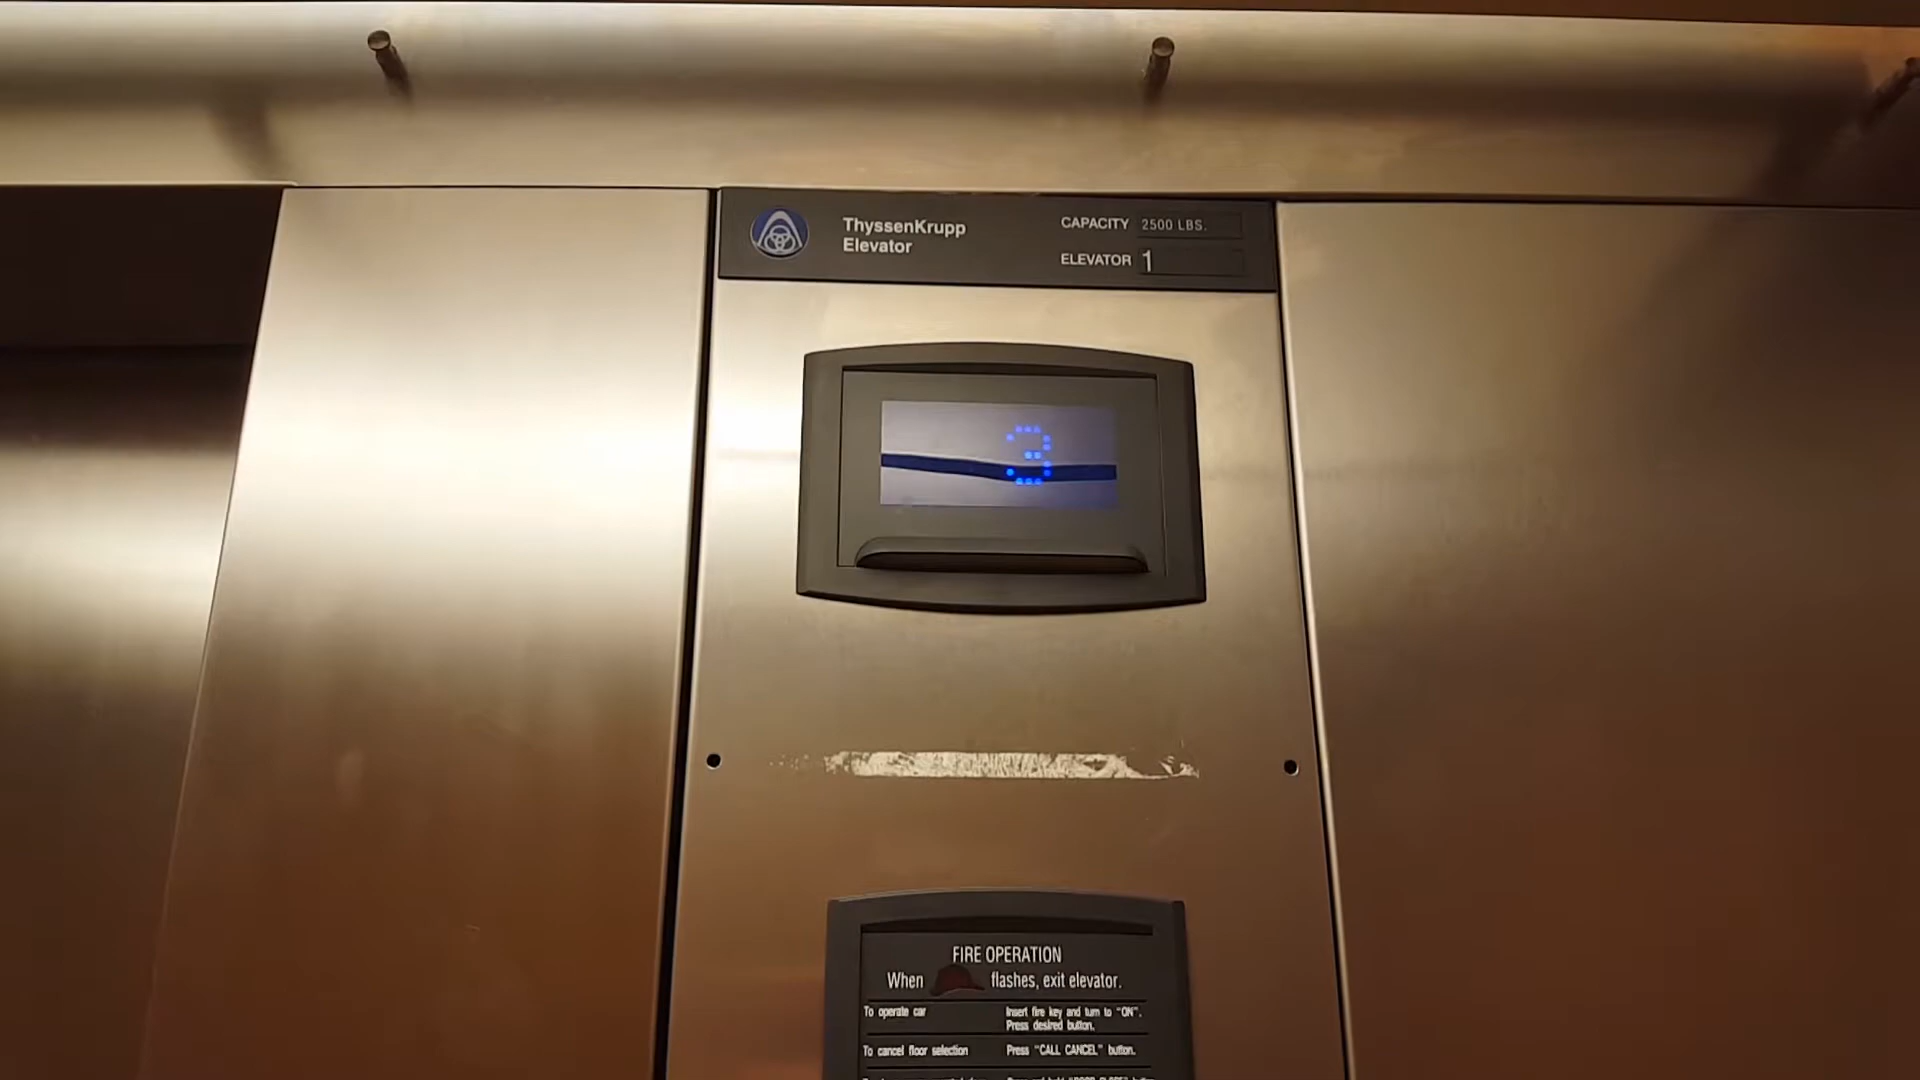 ThyssenKrupp
Elevator
CAPACITY 2500 LBS.
ELEVATOR 1
3
FIRE OPERATION
When flashes, exit elevator.
To operate car
Insert fire key and turn to "ON".
Press desired button.
To cancel floor selection
Press "CALL CANCEL" button.